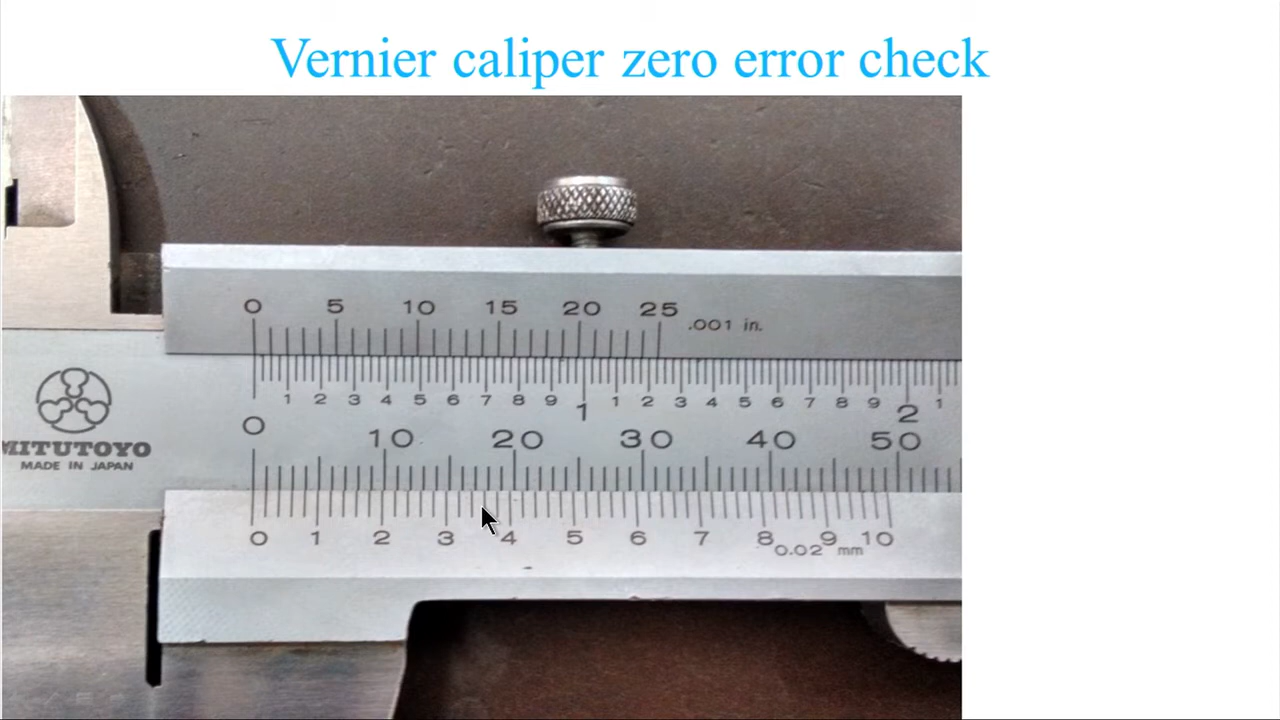 Vernier caliper zero error check
0 5 10 15 20 25 .001 in.
1 2 3 4 5 6 7 8 9 1 1 2 3 4 5 6 7 8 9 2 1
0 10 20 30 40 50
MITUTOYO
MADE IN JAPAN
0 1 2 3 4 5 6 7 8 9 10
0.02 mm